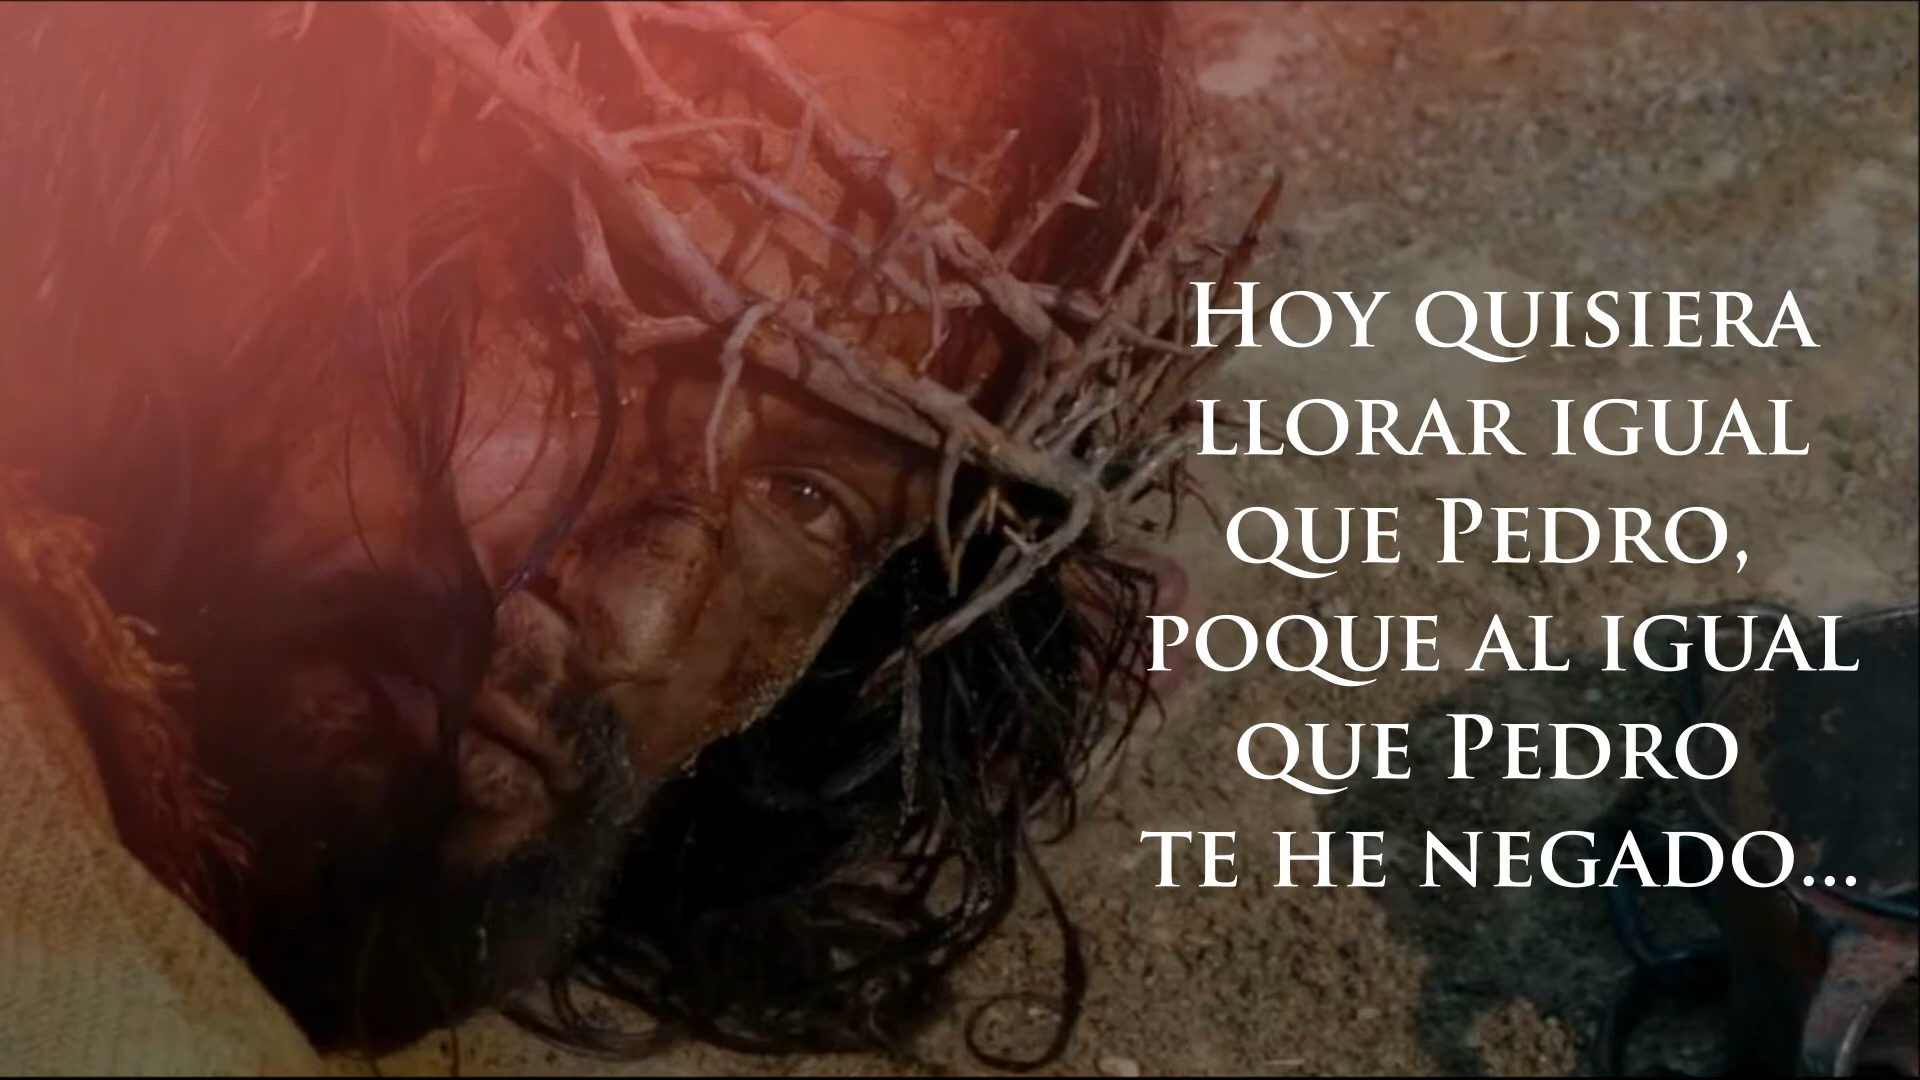 Hoy quisiera
llorar igual
que Pedro,
poque al igual
que Pedro
te he negado...